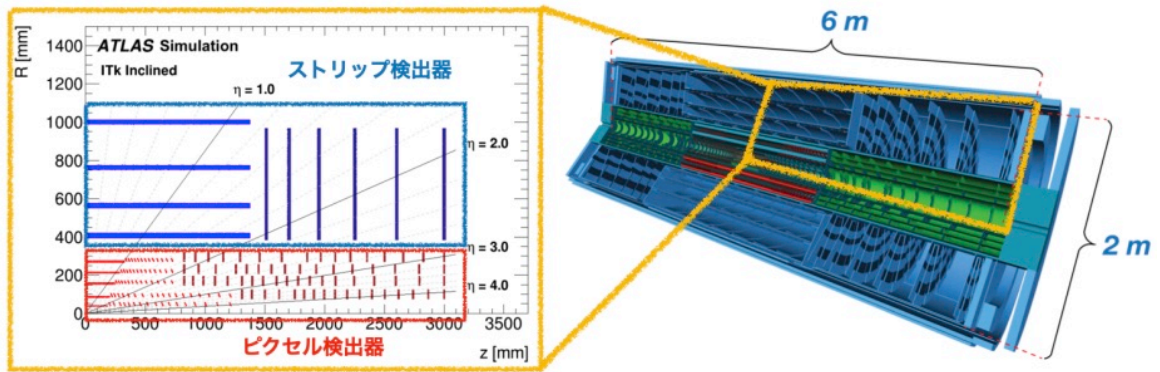 R [mm]
1400
1200
1000
800
600
400
200
0
ATLAS Simulation
ITk Inclined
ストリップ検出器
η = 1.0
η = 2.0
η = 3.0
η = 4.0
0 500 1000 1500 2000 2500 3000 3500
ピクセル検出器
z [mm]
6 m
2 m